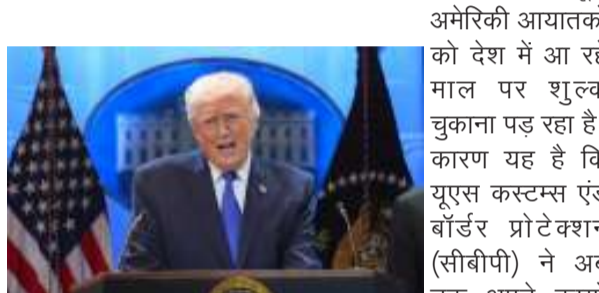 अमेरिकी आयातकों
को देश में आ रहे
माल पर शुल्क
चुकाना पड़ रहा है
कारण यह है कि
यूएस कस्टम्स एंड
बॉर्डर प्रोटेक्शन
(सीबीपी) ने अब